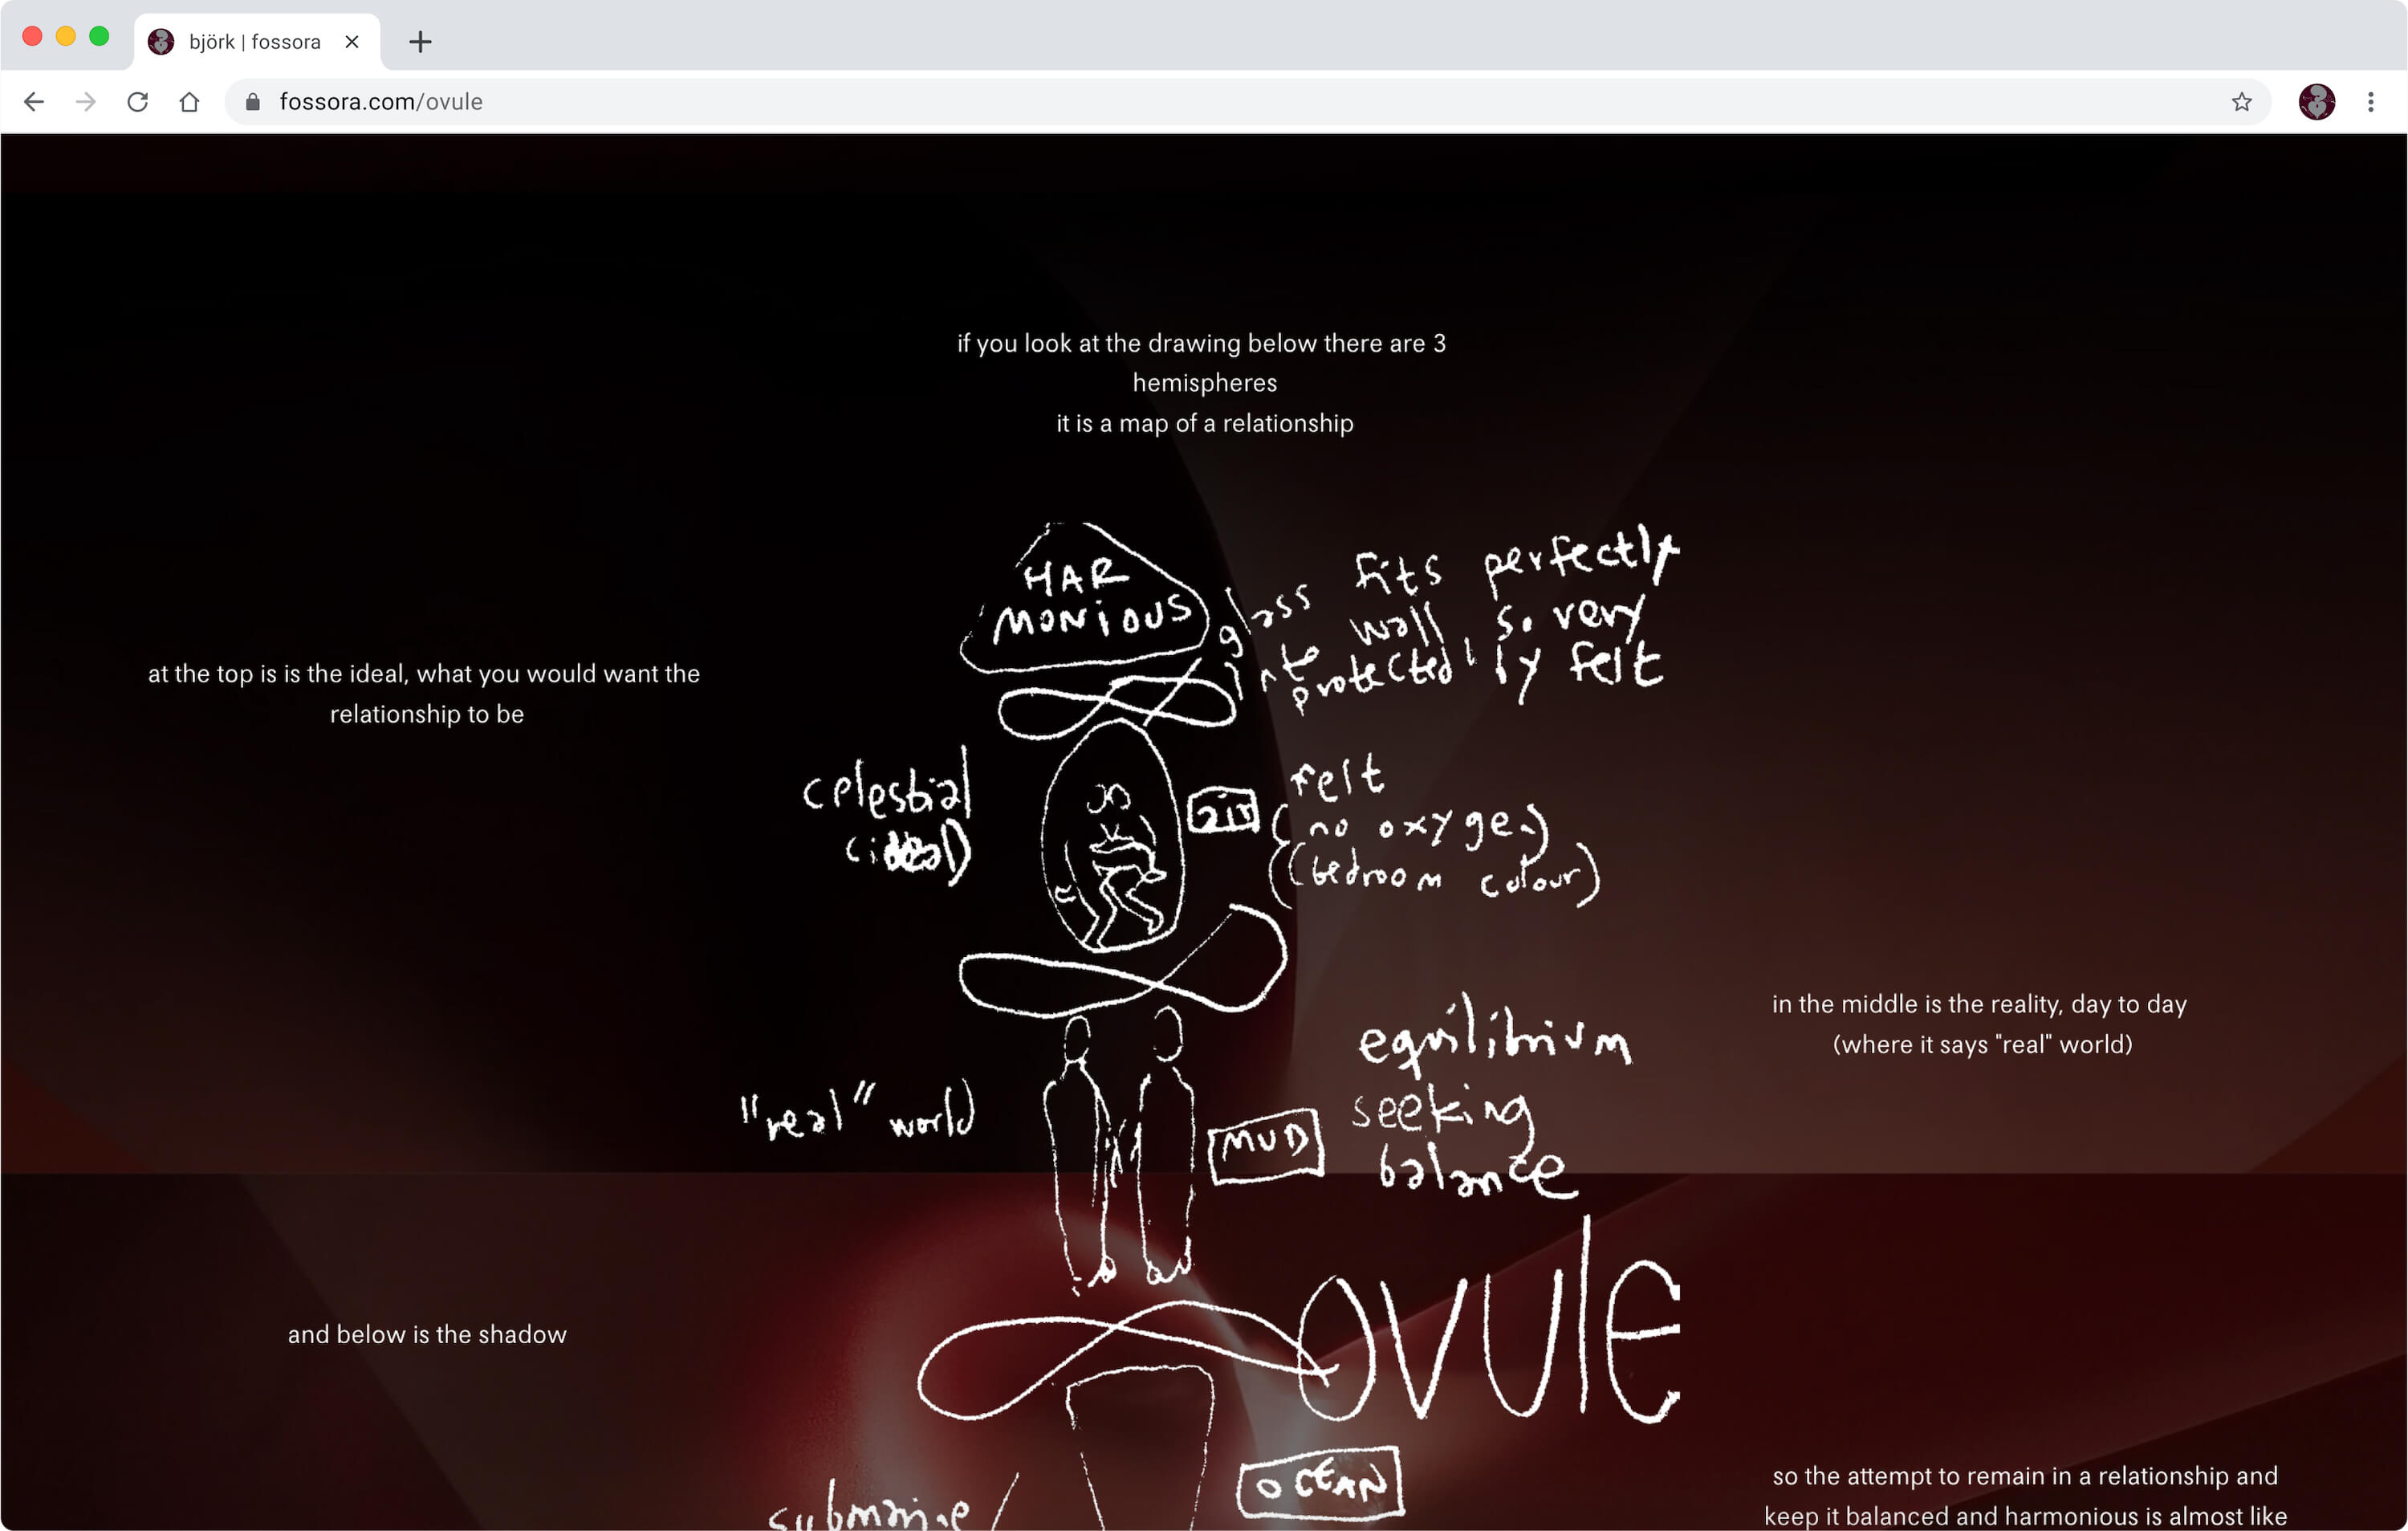 björk | fossora
fossora.com/ovule
if you look at the drawing below there are 3
hemispheres
it is a map of a relationship
HAR
MONIOUS
glass fits perfectly
wall so very
protected by felt
at the top is is the ideal, what you would want the
relationship to be
celestial
(ideal)
air
felt
(no oxygen)
(bedroom colour)
in the middle is the reality, day to day
(where it says "real" world)
"real" world
MUD
equilibrium
seeking
balance
and below is the shadow
OVULE
OCEAN
submarine
so the attempt to remain in a relationship and
keep it balanced and harmonious is almost like